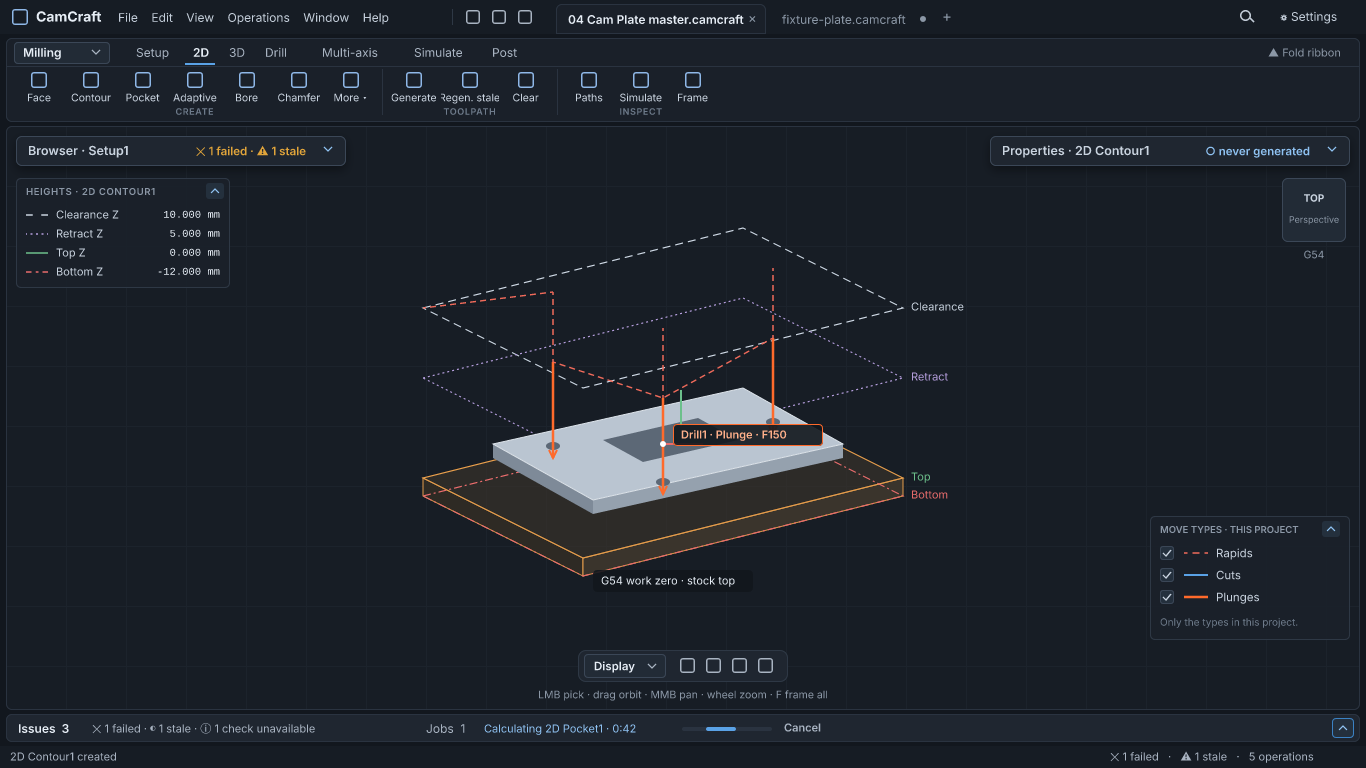 CamCraft File Edit View Operations Window Help 04 Cam Plate master.camcraft × fixture-plate.camcraft ● + Settings
Milling Setup 2D 3D Drill Multi-axis Simulate Post Fold ribbon
Face Contour Pocket Adaptive Bore Chamfer More Generate Regen. stale Clear Paths Simulate Frame
CREATE TOOLPATH INSPECT
Browser · Setup1 1 failed · 1 stale
Properties · 2D Contour1 never generated
HEIGHTS · 2D CONTOUR1
Clearance Z 10.000 mm
Retract Z 5.000 mm
Top Z 0.000 mm
Bottom Z -12.000 mm
TOP
Perspective
G54
Clearance
Retract
Drill1 · Plunge · F150
Top
Bottom
G54 work zero · stock top
MOVE TYPES · THIS PROJECT
Rapids
Cuts
Plunges
Only the types in this project.
Display
LMB pick · drag orbit · MMB pan · wheel zoom · F frame all
Issues 3 1 failed · 1 stale · 1 check unavailable Jobs 1 Calculating 2D Pocket1 · 0:42 Cancel
2D Contour1 created 1 failed · 1 stale · 5 operations